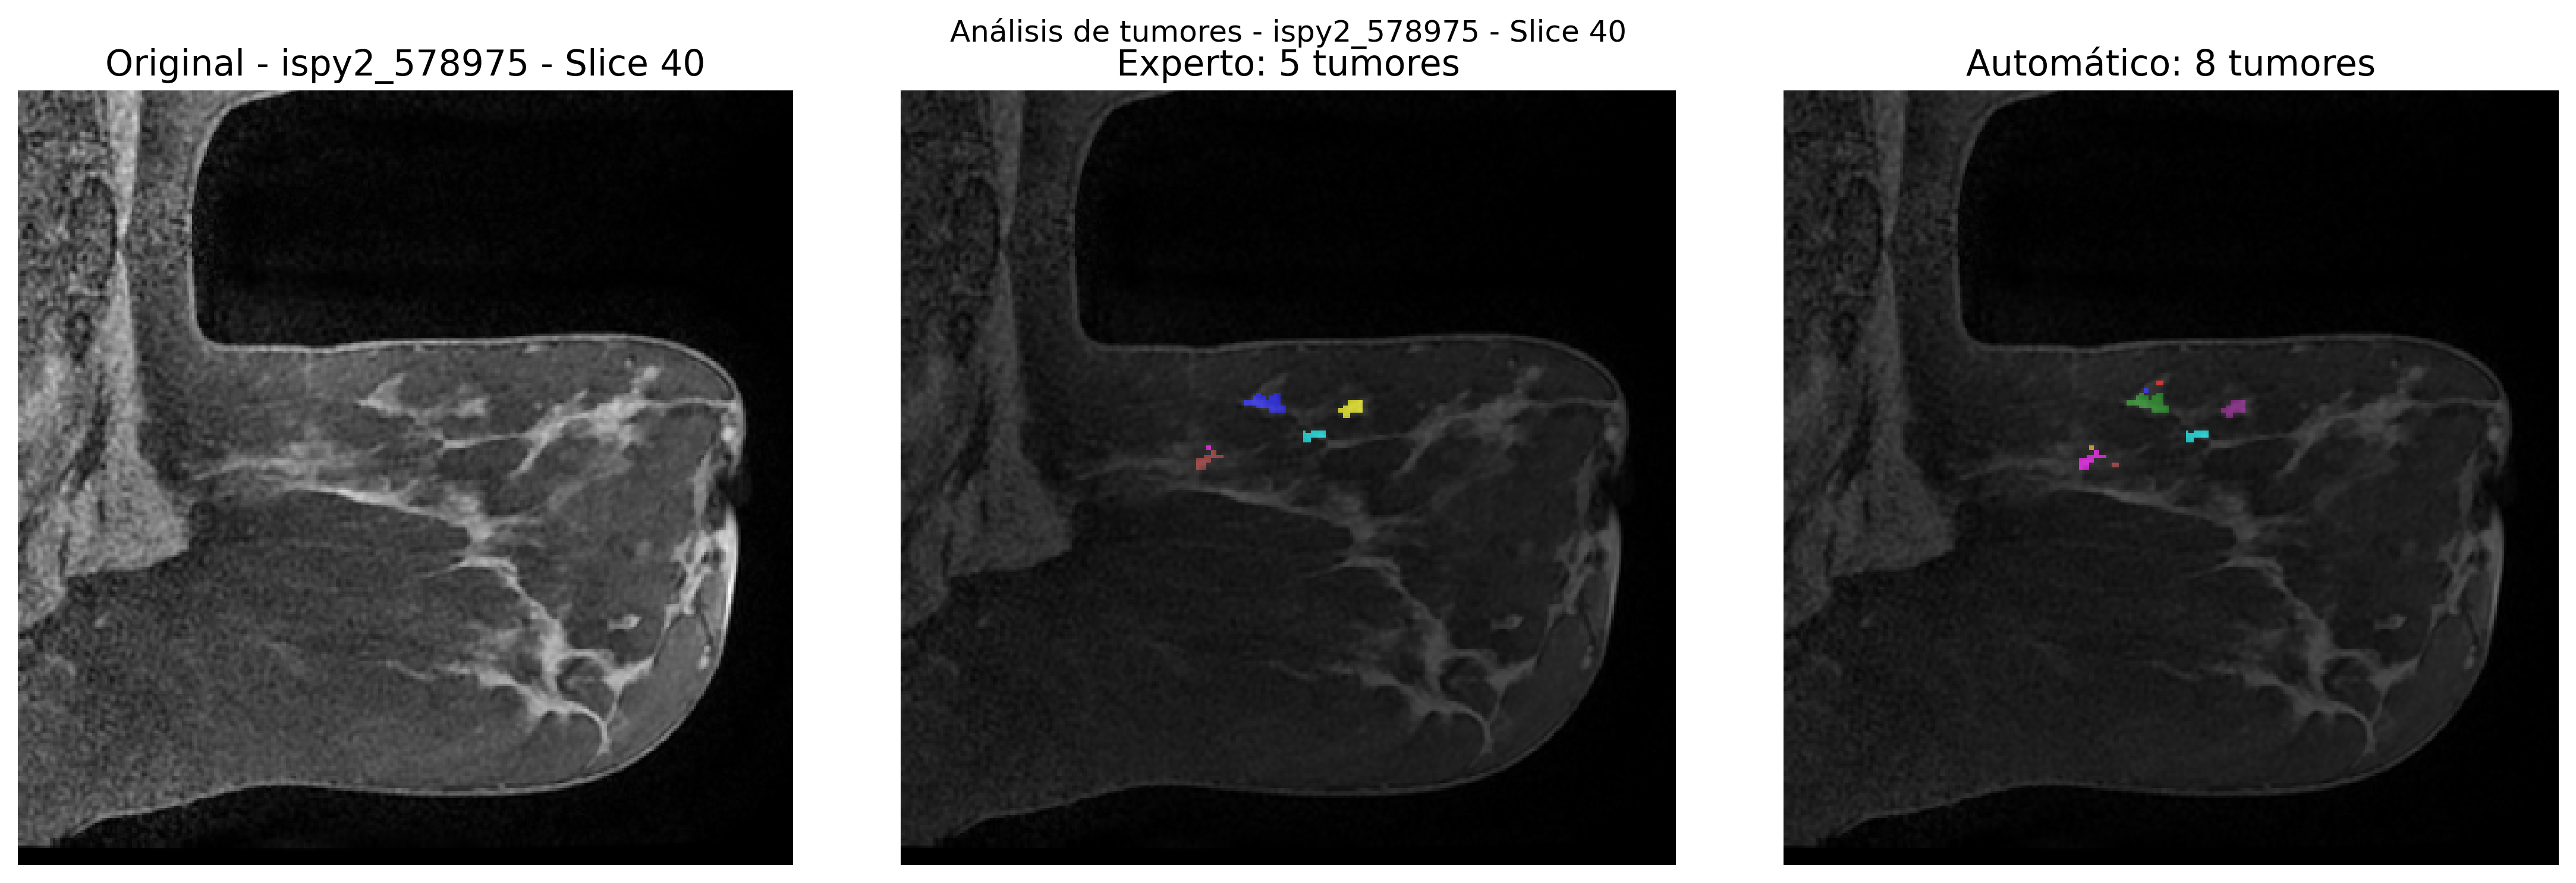 Análisis de tumores - ispy2_578975 - Slice 40
Original - ispy2_578975 - Slice 40
Experto: 5 tumores
Automático: 8 tumores